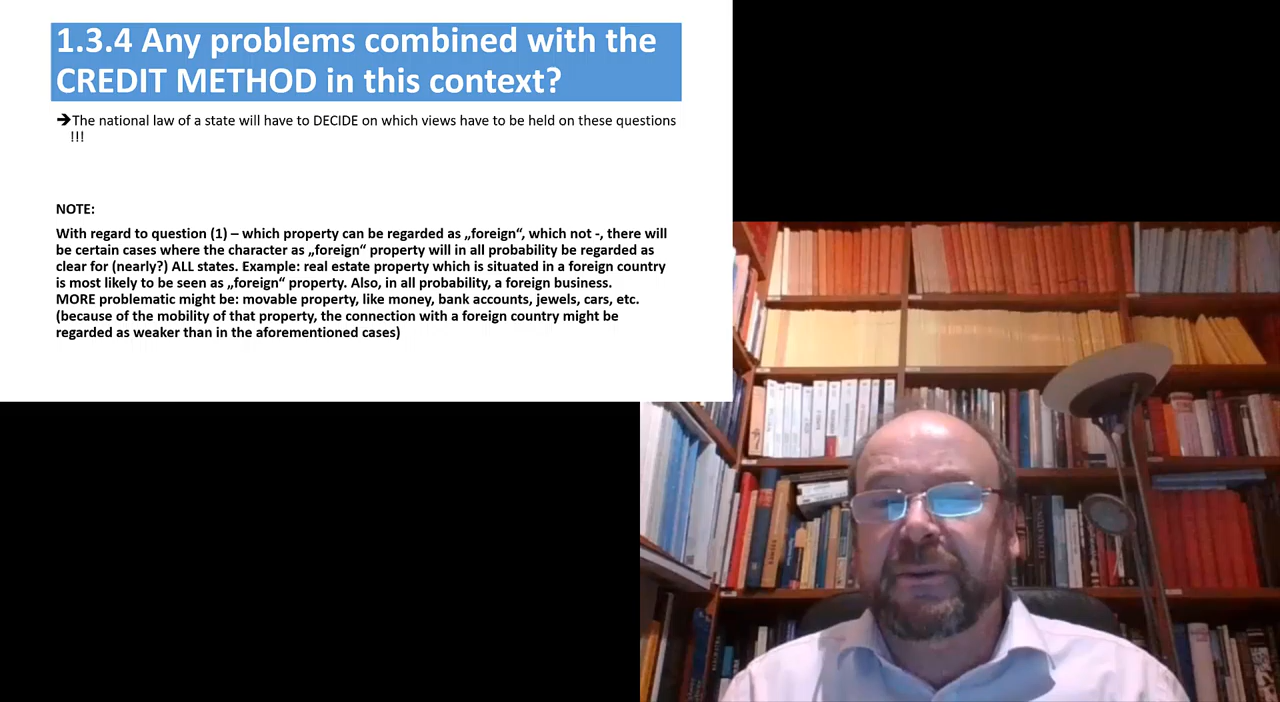 1.3.4 Any problems combined with the
CREDIT METHOD in this context?
➔The national law of a state will have to DECIDE on which views have to be held on these questions
!!!
NOTE:
With regard to question (1) – which property can be regarded as „foreign“, which not -, there will
be certain cases where the character as „foreign“ property will in all probability be regarded as
clear for (nearly?) ALL states. Example: real estate property which is situated in a foreign country
is most likely to be seen as „foreign“ property. Also, in all probability, a foreign business.
MORE problematic might be: movable property, like money, bank accounts, jewels, cars, etc.
(because of the mobility of that property, the connection with a foreign country might be
regarded as weaker than in the aforementioned cases)